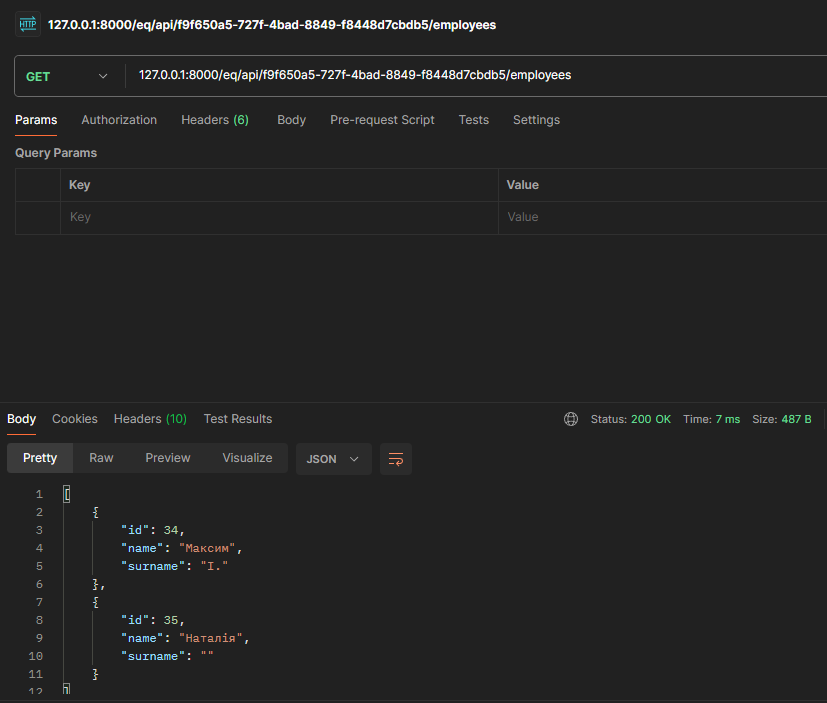 HTTP 127.0.0.1:8000/eq/api/f9f650a5-727f-4bad-8849-f8448d7cbdb5/employees
GET 127.0.0.1:8000/eq/api/f9f650a5-727f-4bad-8849-f8448d7cbdb5/employees
Params Authorization Headers (6) Body Pre-request Script Tests Settings
Query Params
Key Value
Key Value
Body Cookies Headers (10) Test Results Status: 200 OK Time: 7 ms Size: 487 B
Pretty Raw Preview Visualize JSON
1 [
2 {
3 "id": 34,
4 "name": "Максим",
5 "surname": "І."
6 },
7 {
8 "id": 35,
9 "name": "Наталія",
10 "surname": ""
11 }
12 ]